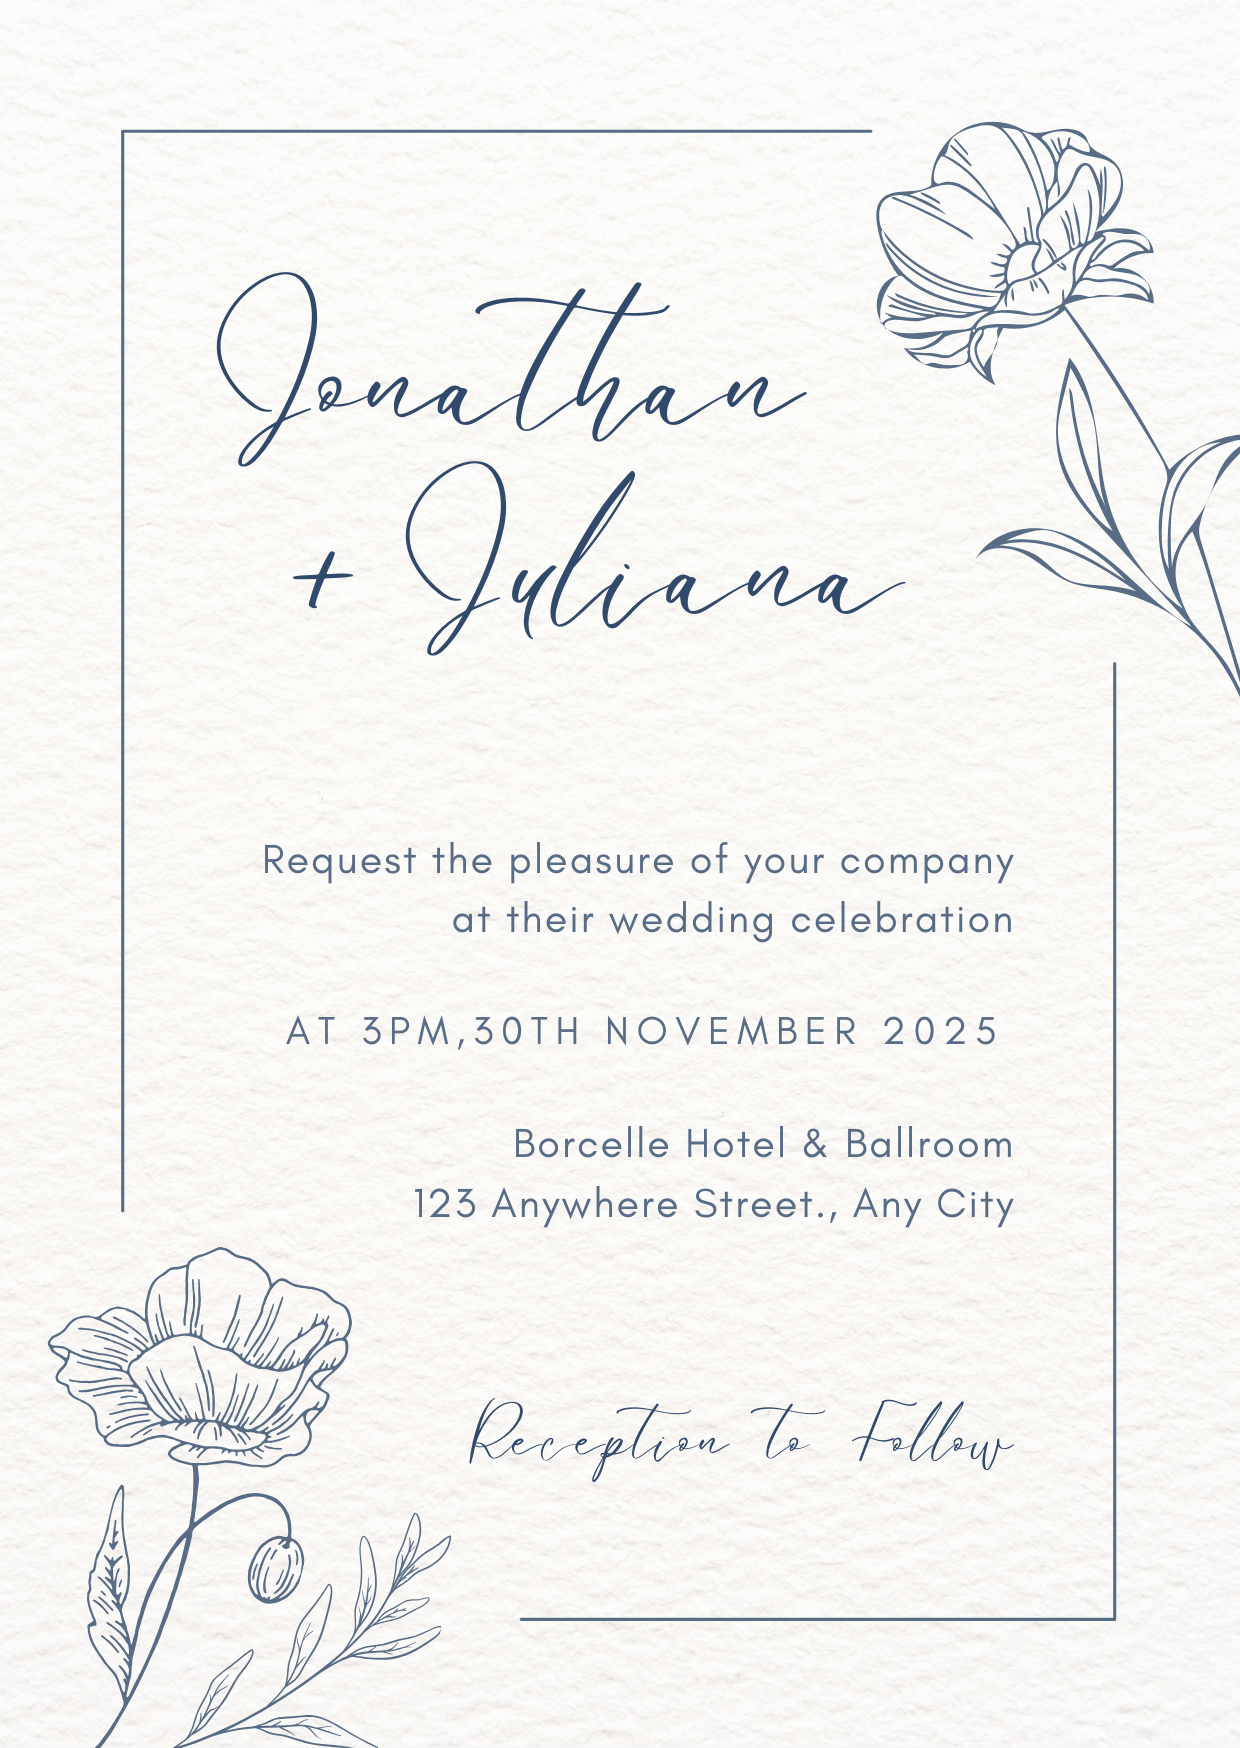 Jonathan
+ Juliana
Request the pleasure of your company
at their wedding celebration
AT 3PM,30TH NOVEMBER 2025
Borcelle Hotel & Ballroom
123 Anywhere Street., Any City
Reception to Follow